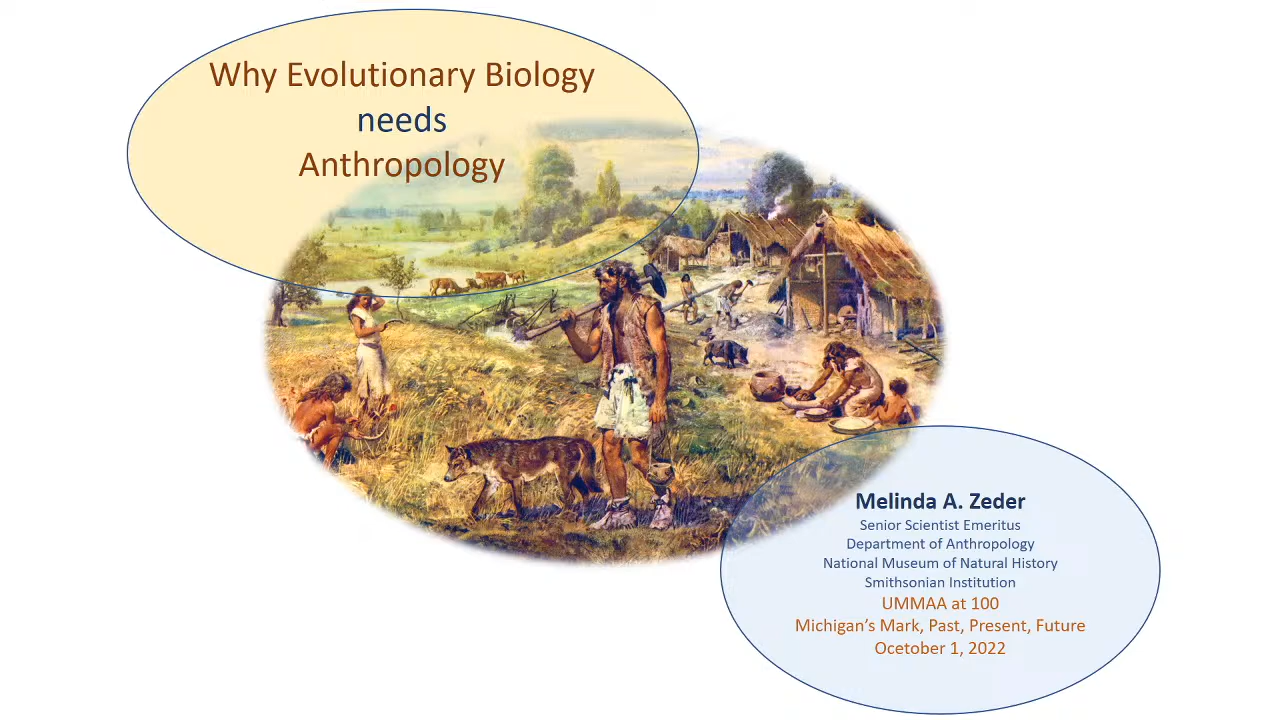 Why Evolutionary Biology
needs
Anthropology
Melinda A. Zeder
Senior Scientist Emeritus
Department of Anthropology
National Museum of Natural History
Smithsonian Institution
UMMAA at 100
Michigan’s Mark, Past, Present, Future
Ocetober 1, 2022